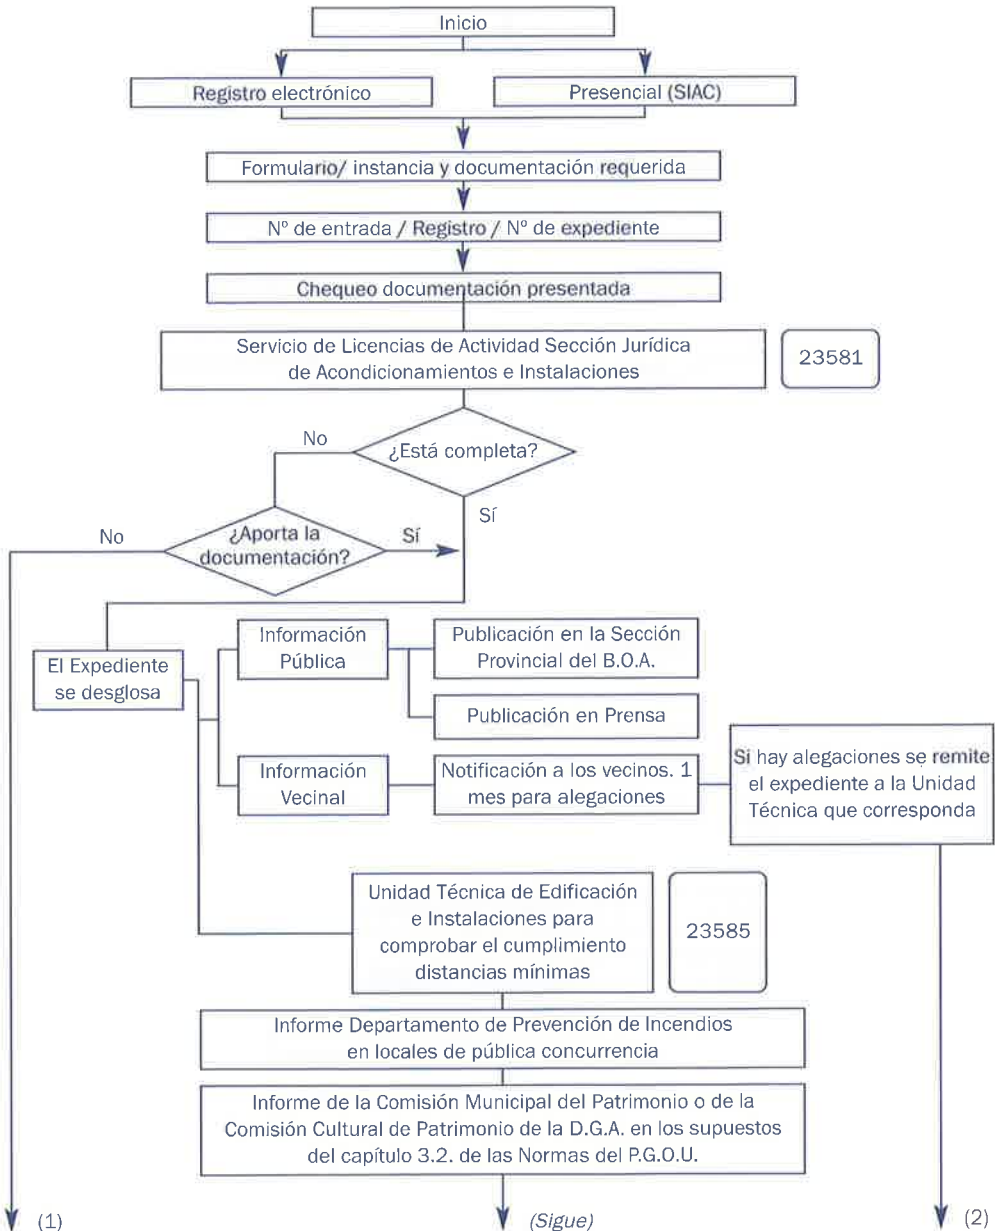 Inicio
Registro electrónico
Presencial (SIAC)
Formulario/ instancia y documentación requerida
Nº de entrada / Registro / Nº de expediente
Chequeo documentación presentada
Servicio de Licencias de Actividad Sección Jurídica
de Acondicionamientos e Instalaciones
23581
¿Está completa?
No
Sí
¿Aporta la
documentación?
No
Sí
El Expediente
se desglosa
Información
Pública
Publicación en la Sección
Provincial del B.O.A.
Publicación en Prensa
Información
Vecinal
Notificación a los vecinos. 1
mes para alegaciones
Si hay alegaciones se remite
el expediente a la Unidad
Técnica que corresponda
Unidad Técnica de Edificación
e Instalaciones para
comprobar el cumplimiento
distancias mínimas
23585
Informe Departamento de Prevención de Incendios
en locales de pública concurrencia
Informe de la Comisión Municipal del Patrimonio o de la
Comisión Cultural de Patrimonio de la D.G.A. en los supuestos
del capítulo 3.2. de las Normas del P.G.O.U.
(1)
(Sigue)
(2)